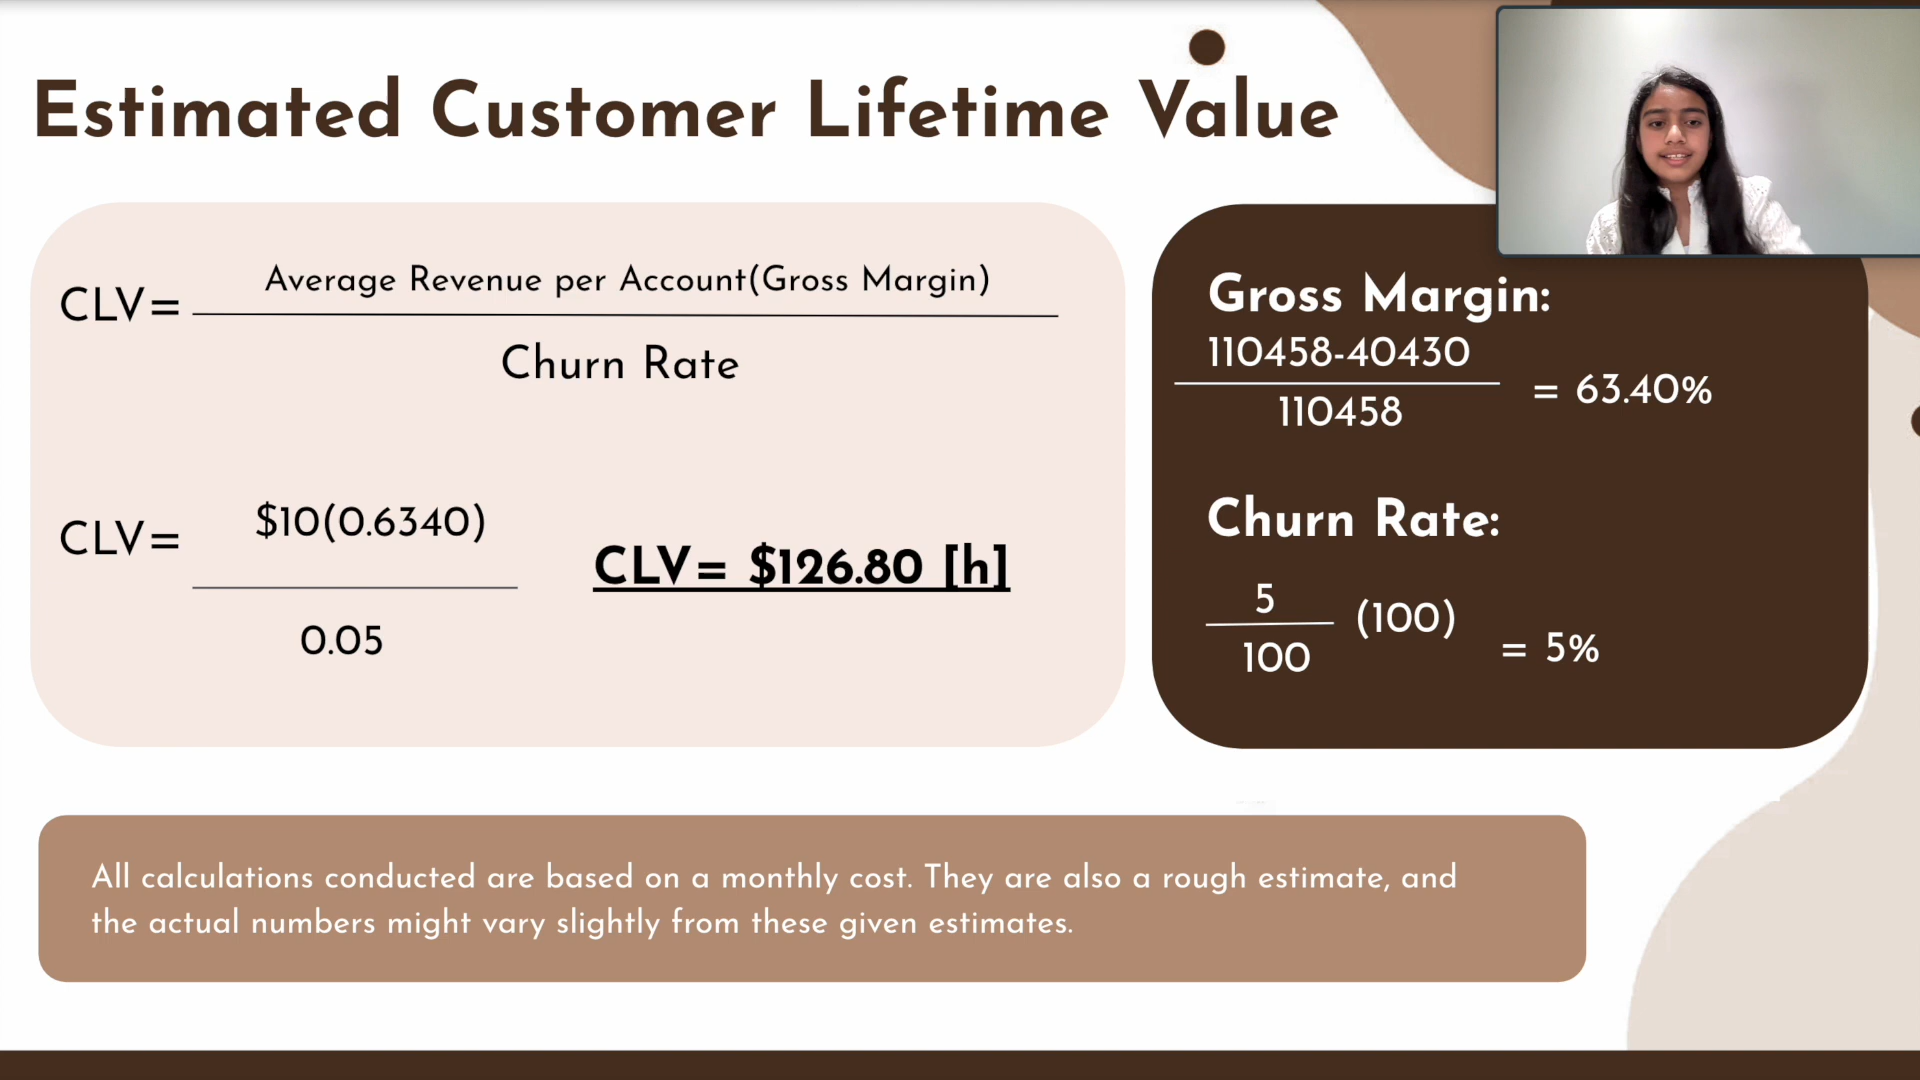 Estimated Customer Lifetime Value
CLV=
Average Revenue per Account(Gross Margin)
Churn Rate
CLV=
$10(0.6340)
0.05
CLV= $126.80 [h]
Gross Margin:
110458-40430
110458
= 63.40%
Churn Rate:
5
100
(100)
= 5%
All calculations conducted are based on a monthly cost. They are also a rough estimate, and
the actual numbers might vary slightly from these given estimates.